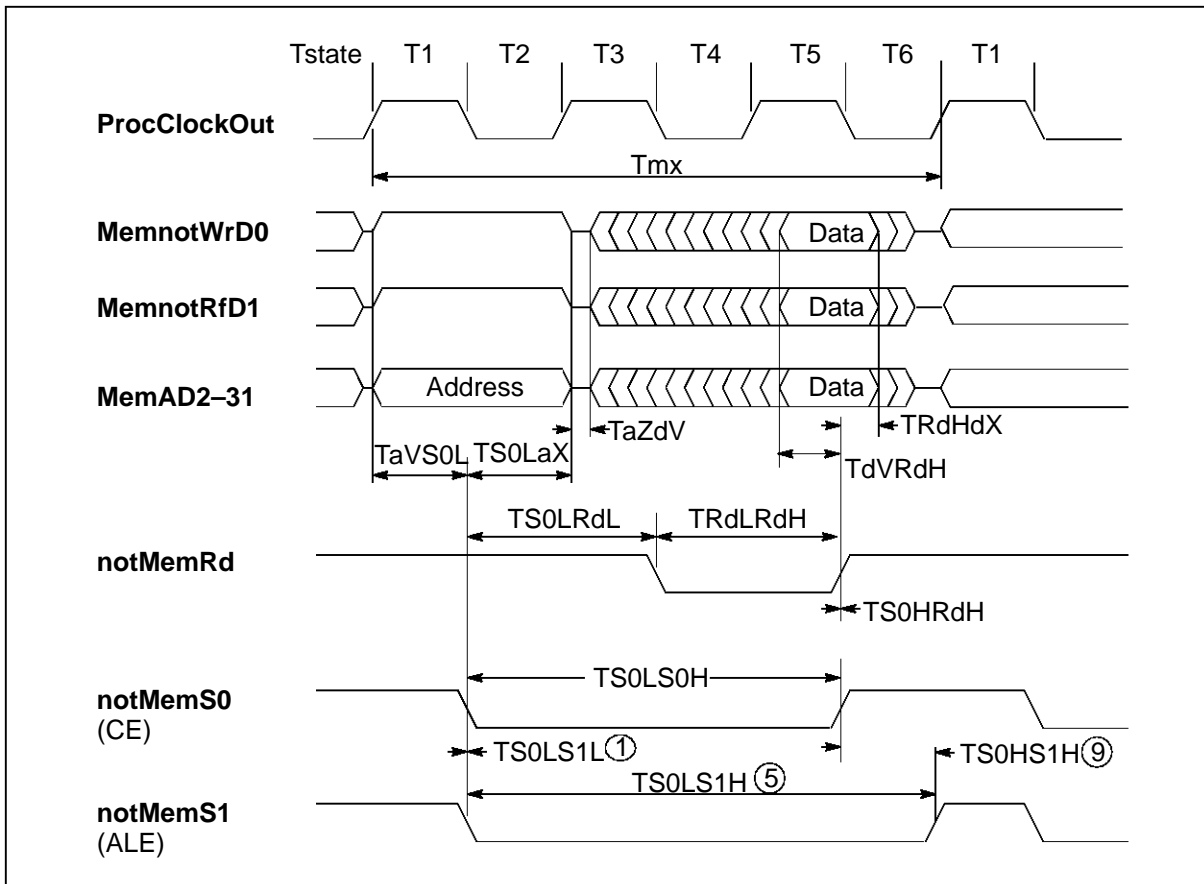 Tstate T1 T2 T3 T4 T5 T6 T1
ProcClockOut
Tmx
MemnotWrD0 Data
MemnotRfD1 Data
MemAD2–31 Address Data
TaZdV TRdHdX
TaVS0L TS0LaX TdVRdH
TS0LRdL TRdLRdH
notMemRd
TS0HRdH
TS0LS0H
notMemS0
(CE)
TS0LS1L① TS0HS1H⑨
TS0LS1H⑤
notMemS1
(ALE)